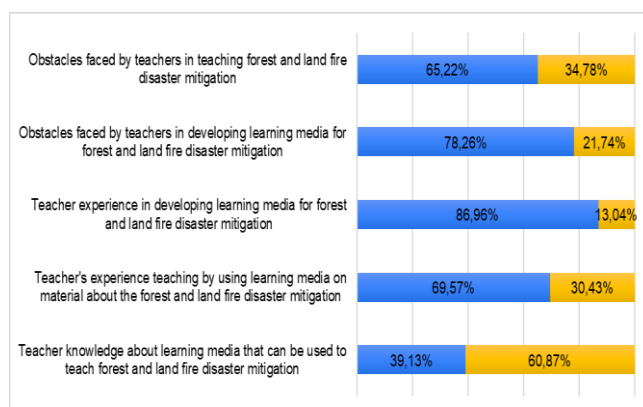 Obstacles faced by teachers in teaching forest and land fire
disaster mitigation
65,22%
34,78%
Obstacles faced by teachers in developing learning media for
forest and land fire disaster mitigation
78,26%
21,74%
Teacher experience in developing learning media for forest
and land fire disaster mitigation
86,96%
13,04%
Teacher's experience teaching by using learning media on
material about the forest and land fire disaster mitigation
69,57%
30,43%
Teacher knowledge about learning media that can be used to
teach forest and land fire disaster mitigation
39,13%
60,87%